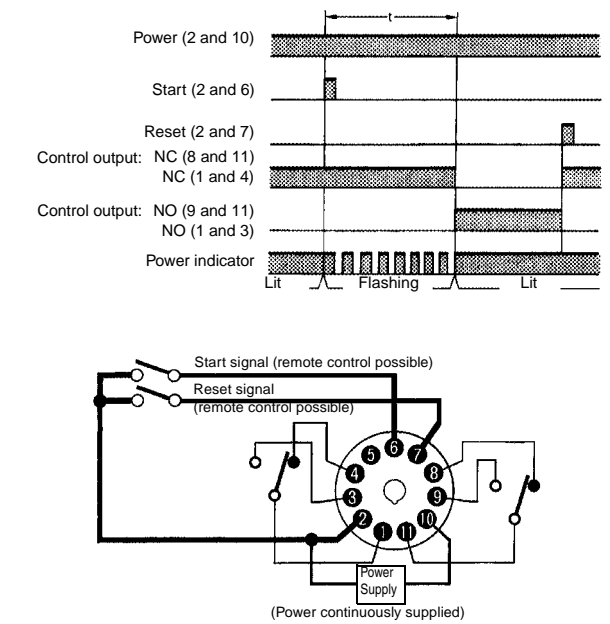 t
Power (2 and 10)
Start (2 and 6)
Reset (2 and 7)
Control output: NC (8 and 11)
NC (1 and 4)
Control output: NO (9 and 11)
NO (1 and 3)
Power indicator
Lit Flashing Lit
Start signal (remote control possible)
Reset signal
(remote control possible)
6
5 7
4 8
3 9
2 10
1 11
Power
Supply
(Power continuously supplied)